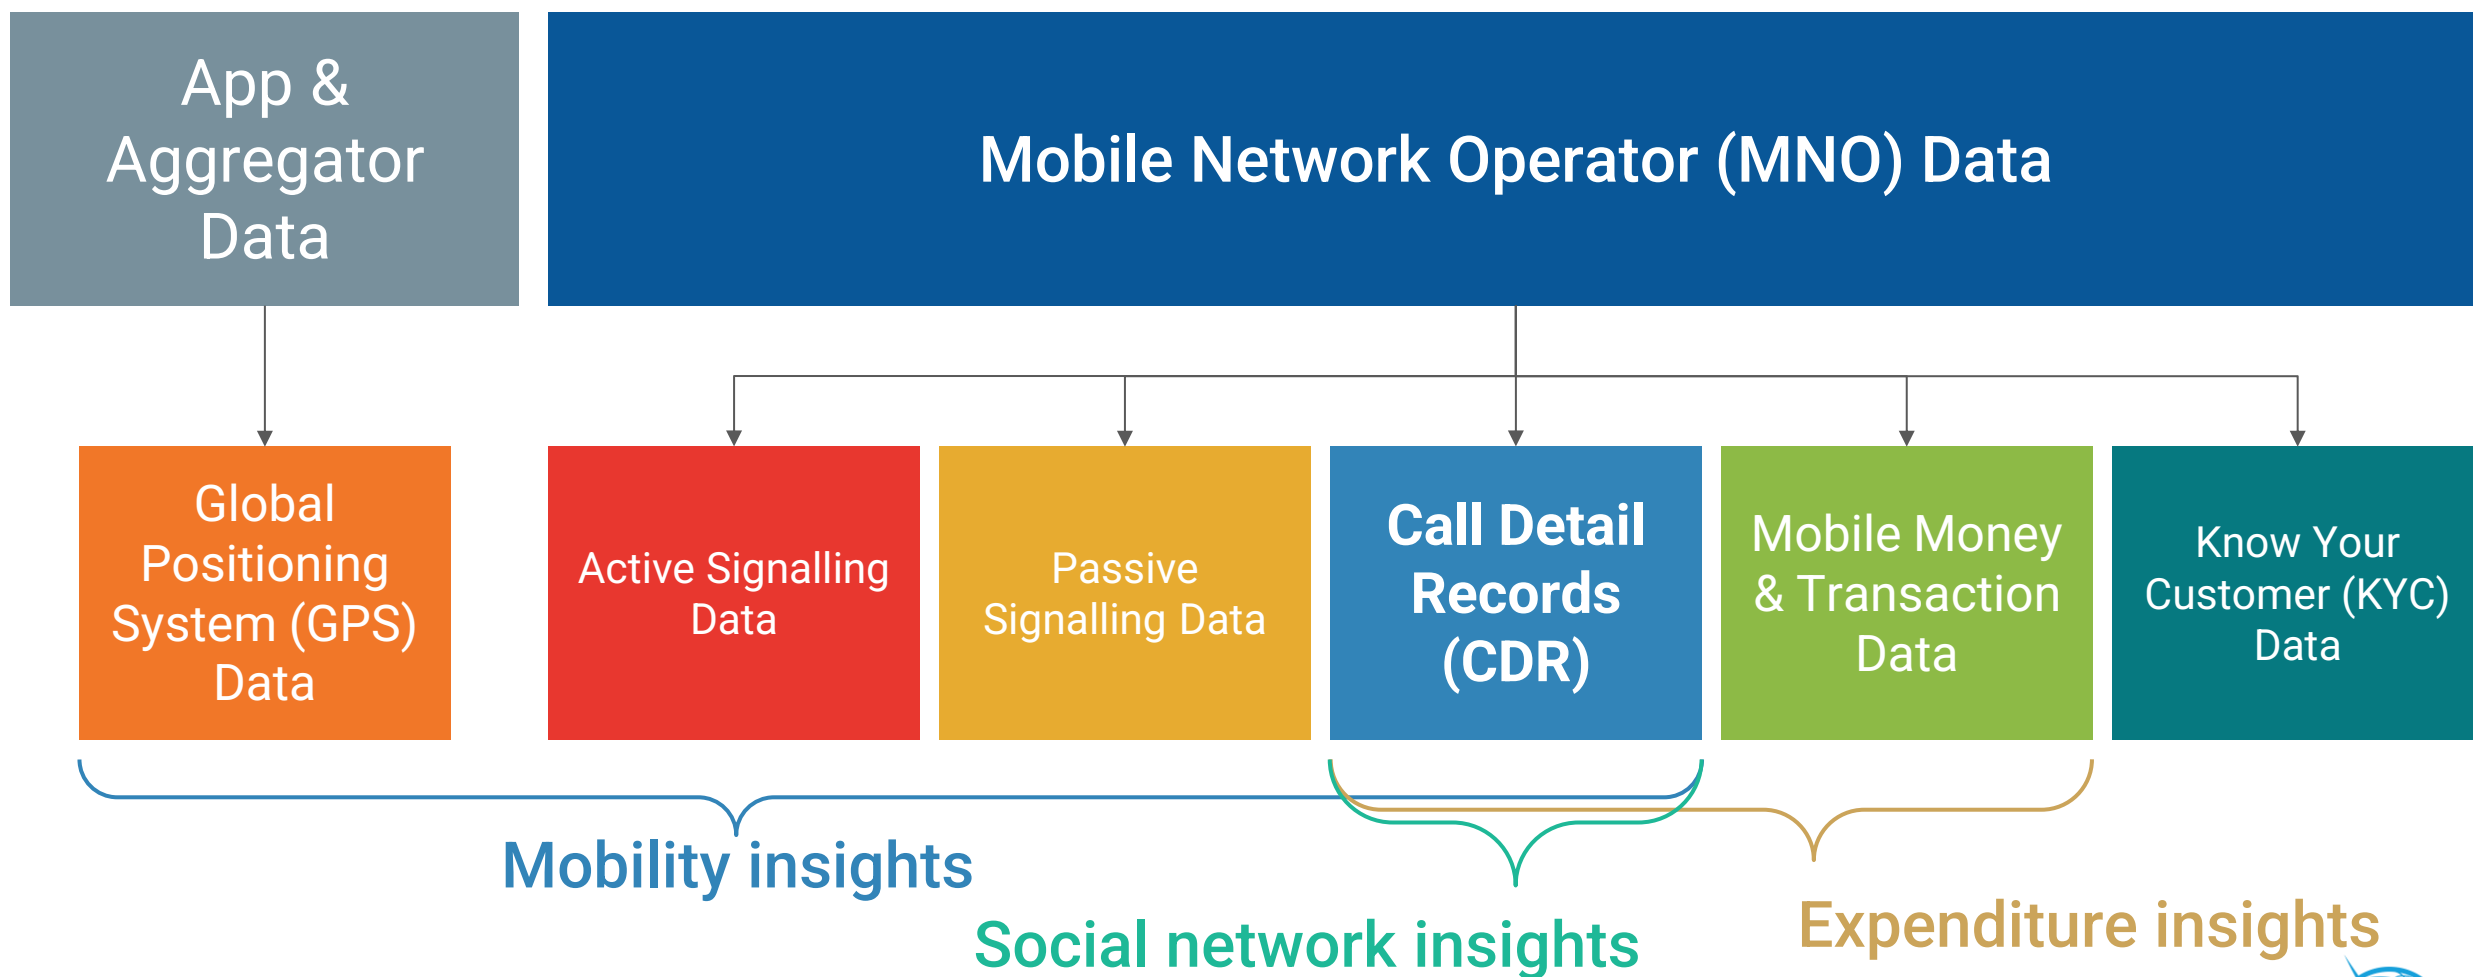 App &
Aggregator
Data
Mobile Network Operator (MNO) Data
Global
Positioning
System (GPS)
Data
Active Signalling
Data
Passive
Signalling Data
Call Detail
Records
(CDR)
Mobile Money
& Transaction
Data
Know Your
Customer (KYC)
Data
Mobility insights
Social network insights
Expenditure insights